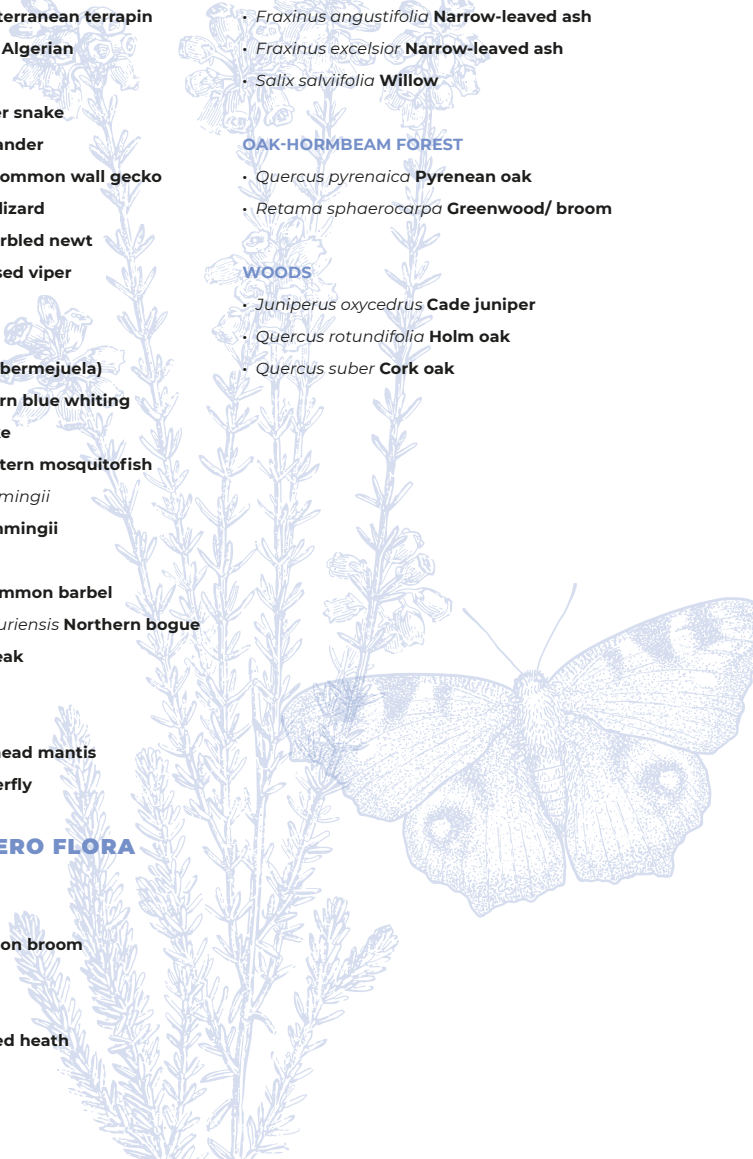 terranean terrapin
Algerian
r snake
ander
ommon wall gecko
lizard
rbled newt
sed viper
bermejuela)
rn blue whiting
ke
tern mosquitofish
mingii
mingii
mmon barbel
uriensis Northern bogue
eak
ead mantis
erfly
ERO FLORA
on broom
ed heath
• Fraxinus angustifolia Narrow-leaved ash
• Fraxinus excelsior Narrow-leaved ash
• Salix salviifolia Willow
OAK-HORMBEAM FOREST
• Quercus pyrenaica Pyrenean oak
• Retama sphaerocarpa Greenwood/ broom
WOODS
• Juniperus oxycedrus Cade juniper
• Quercus rotundifolia Holm oak
• Quercus suber Cork oak